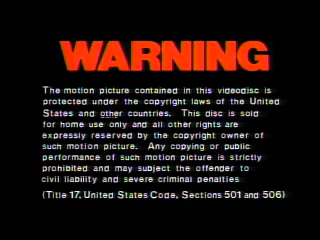 WARNING
The motion picture contained in this videodisc is
protected under the copyright laws of the United
States and other countries. This disc is sold
for home use only and all other rights are
expressly reserved by the copyright owner of
such motion picture. Any copying or public
performance of such motion picture is strictly
prohibited and may subject the offender to
civil liability and severe criminal penalties
(Title 17, United States Code, Sections 501 and 506)